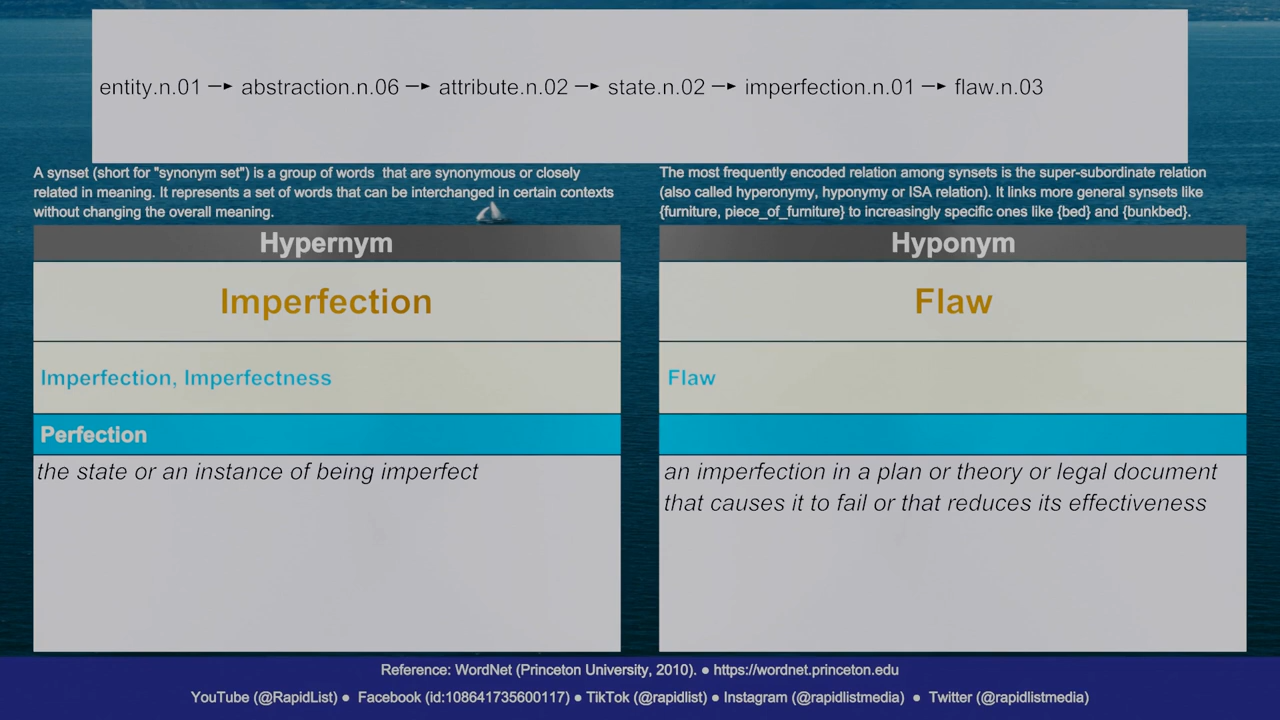 entity.n.01 → abstraction.n.06 → attribute.n.02 → state.n.02 → imperfection.n.01 → flaw.n.03
A synset (short for "synonym set") is a group of words that are synonymous or closely
related in meaning. It represents a set of words that can be interchanged in certain contexts
without changing the overall meaning.
The most frequently encoded relation among synsets is the super-subordinate relation
(also called hyperonymy, hyponymy or ISA relation). It links more general synsets like
{furniture, piece_of_furniture} to increasingly specific ones like {bed} and {bunkbed}.
Hypernym
Imperfection
Imperfection, Imperfectness
Perfection
the state or an instance of being imperfect
Hyponym
Flaw
Flaw
an imperfection in a plan or theory or legal document
that causes it to fail or that reduces its effectiveness
Reference: WordNet (Princeton University, 2010). ● https://wordnet.princeton.edu
YouTube (@RapidList) ● Facebook (id:108641735600117) ● TikTok (@rapidlist) ● Instagram (@rapidlistmedia) ● Twitter (@rapidlistmedia)